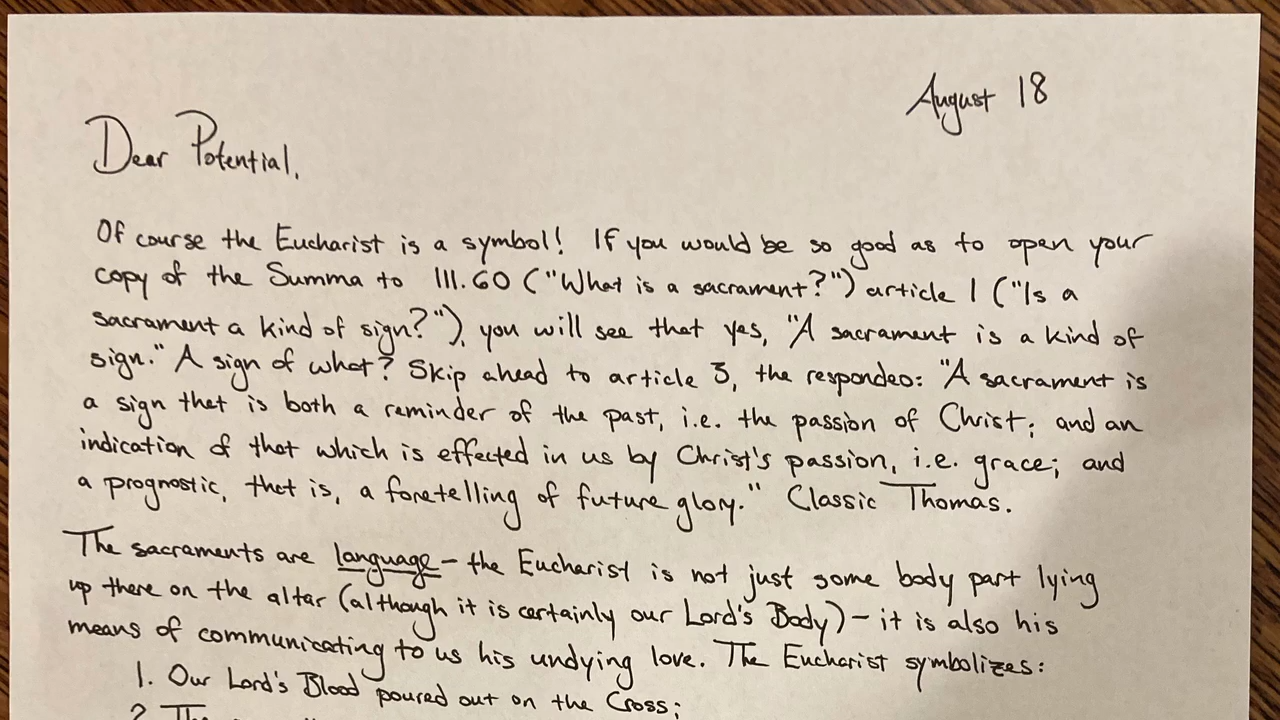 August 18
Dear Potential,
Of course the Eucharist is a symbol! If you would be so good as to open your
copy of the Summa to III.60 ("What is a sacrament?") article 1 ("Is a
sacrament a kind of sign?"), you will see that yes, "A sacrament is a kind of
sign." A sign of what? Skip ahead to article 3, the respondeo: "A sacrament is
a sign that is both a reminder of the past, i.e. the passion of Christ; and an
indication of that which is effected in us by Christ's passion, i.e. grace; and
a prognostic, that is, a foretelling of future glory." Classic Thomas.
The sacraments are language – the Eucharist is not just some body part lying
up there on the altar (although it is certainly our Lord's Body) – it is also his
means of communicating to us his undying love. The Eucharist symbolizes:
1. Our Lord's Blood poured out on the Cross;
2. The